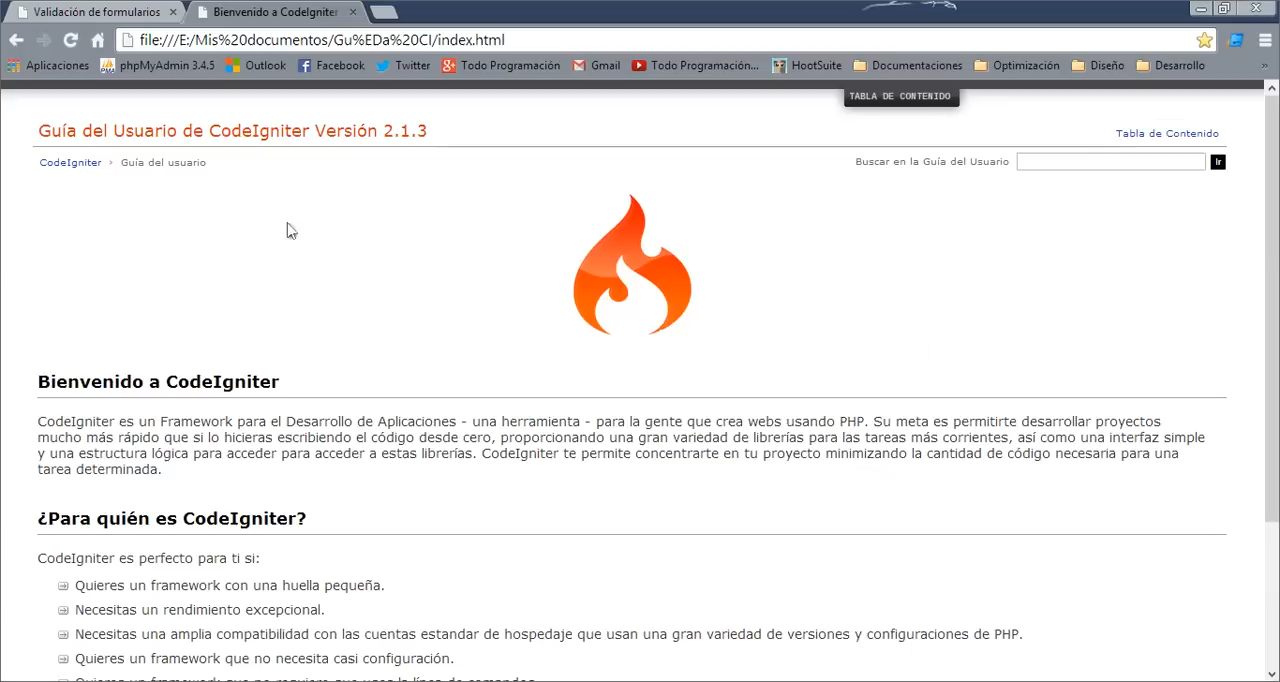 Validación de formularios
Bienvenido a CodeIgniter
file:///E:/Mis%20documentos/Gu%EDa%20CI/index.html
Aplicaciones phpMyAdmin 3.4.5 Outlook Facebook Twitter Todo Programación Gmail Todo Programación... HootSuite Documentaciones Optimización Diseño Desarrollo »
TABLA DE CONTENIDO
Guía del Usuario de CodeIgniter Versión 2.1.3
Tabla de Contenido
CodeIgniter › Guía del usuario
Buscar en la Guía del Usuario Ir
Bienvenido a CodeIgniter
CodeIgniter es un Framework para el Desarrollo de Aplicaciones - una herramienta - para la gente que crea webs usando PHP. Su meta es permitirte desarrollar proyectos
mucho más rápido que si lo hicieras escribiendo el código desde cero, proporcionando una gran variedad de librerías para las tareas más corrientes, así como una interfaz simple
y una estructura lógica para acceder para acceder a estas librerías. CodeIgniter te permite concentrarte en tu proyecto minimizando la cantidad de código necesaria para una
tarea determinada.
¿Para quién es CodeIgniter?
CodeIgniter es perfecto para ti si:
Quieres un framework con una huella pequeña.
Necesitas un rendimiento excepcional.
Necesitas una amplia compatibilidad con las cuentas estandar de hospedaje que usan una gran variedad de versiones y configuraciones de PHP.
Quieres un framework que no necesita casi configuración.